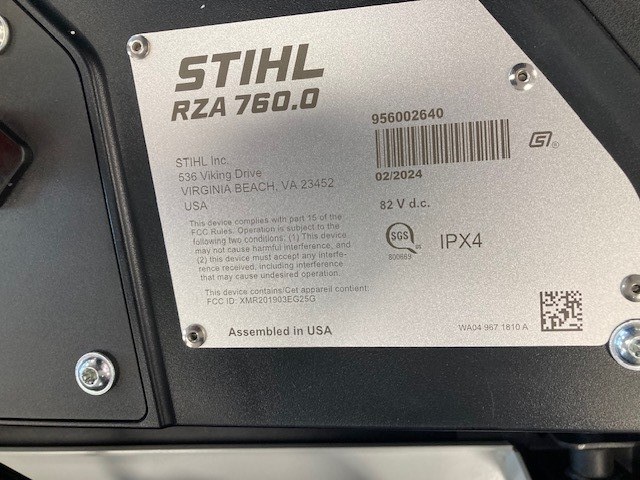 STIHL
RZA 760.0
STIHL Inc.
536 Viking Drive
VIRGINIA BEACH, VA 23452
USA
This device complies with part 15 of the
FCC Rules. Operation is subject to the
following two conditions. (1) This device
may not cause harmful interference, and
(2) this device must accept any interfe-
rence received, including interference
that may cause undesired operation.
This device contains/Cet appareil contient:
FCC ID: XMR201903EG25G
Assembled in USA
956002640
02/2024
82 V d.c.
SGS
800669
IPX4
WA04 967 1810 A